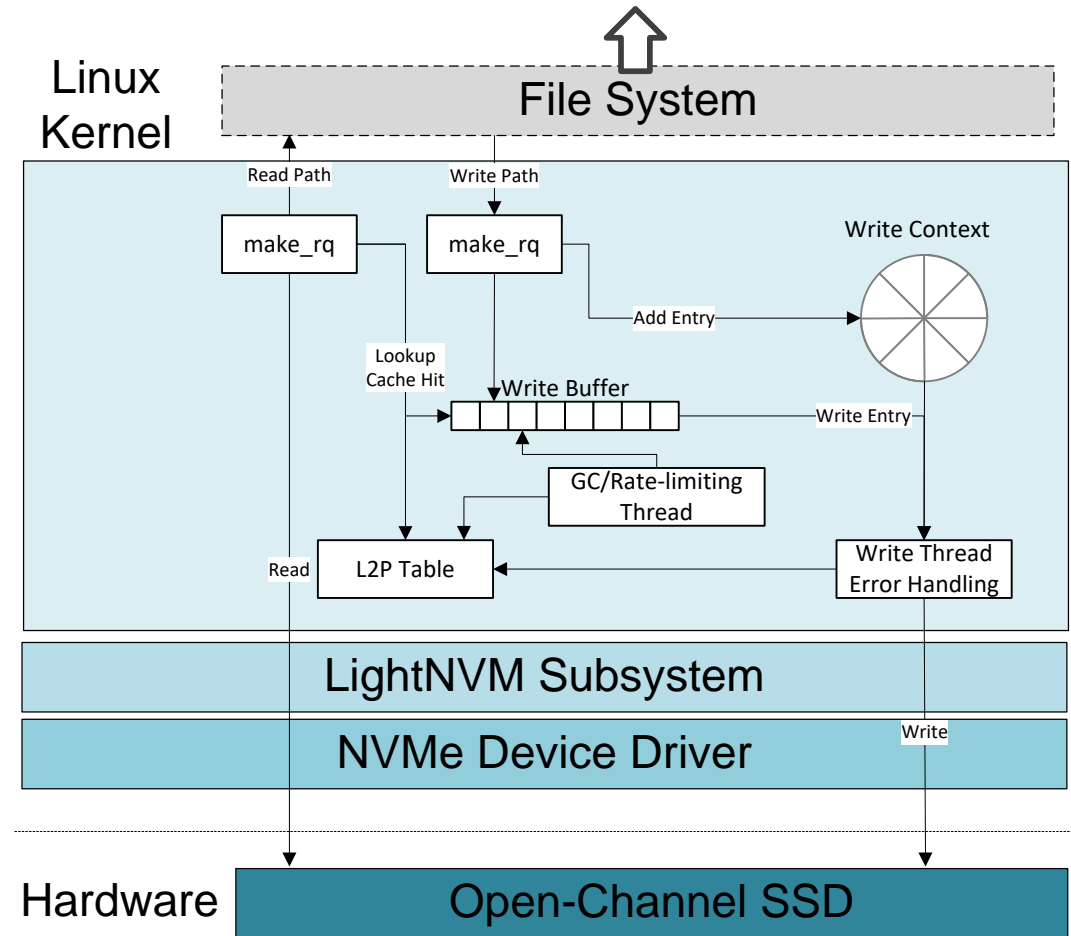 Linux
Kernel
File System
Read Path
Write Path
make_rq
make_rq
Write Context
Add Entry
Lookup
Cache Hit
Write Buffer
Write Entry
GC/Rate-limiting
Thread
Read
L2P Table
Write Thread
Error Handling
LightNVM Subsystem
NVMe Device Driver
Write
Hardware
Open-Channel SSD